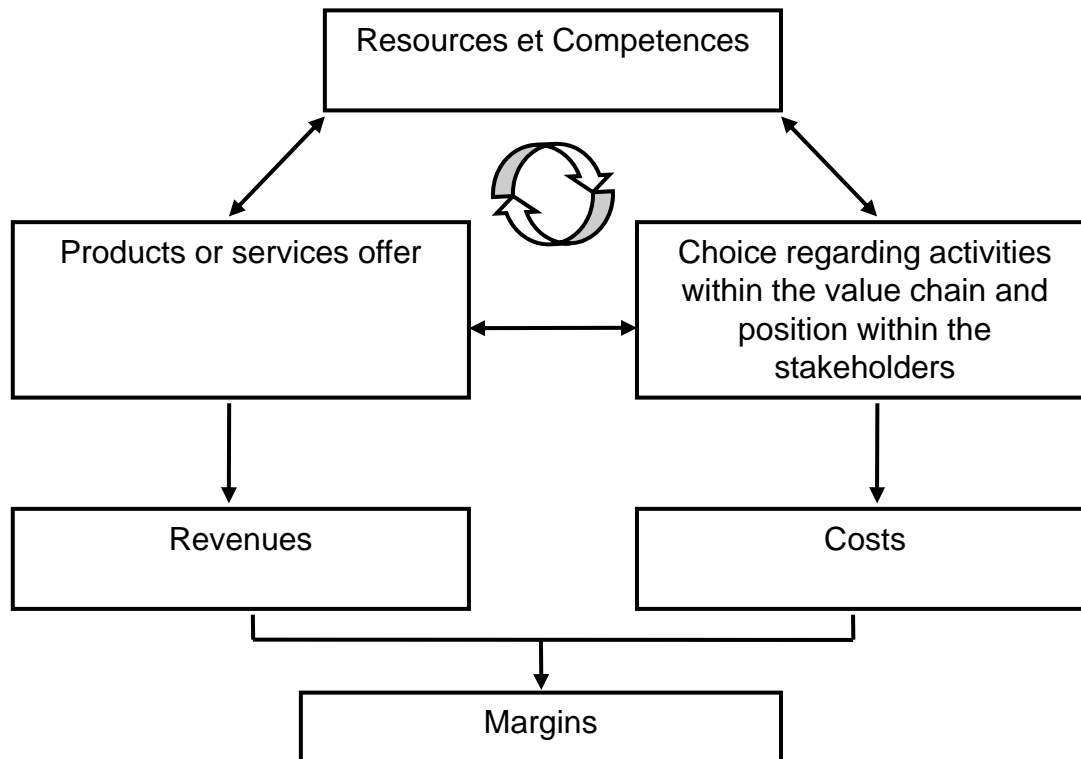 Resources et Competences
Products or services offer
Choice regarding activities
within the value chain and
position within the
stakeholders
Revenues
Costs
Margins